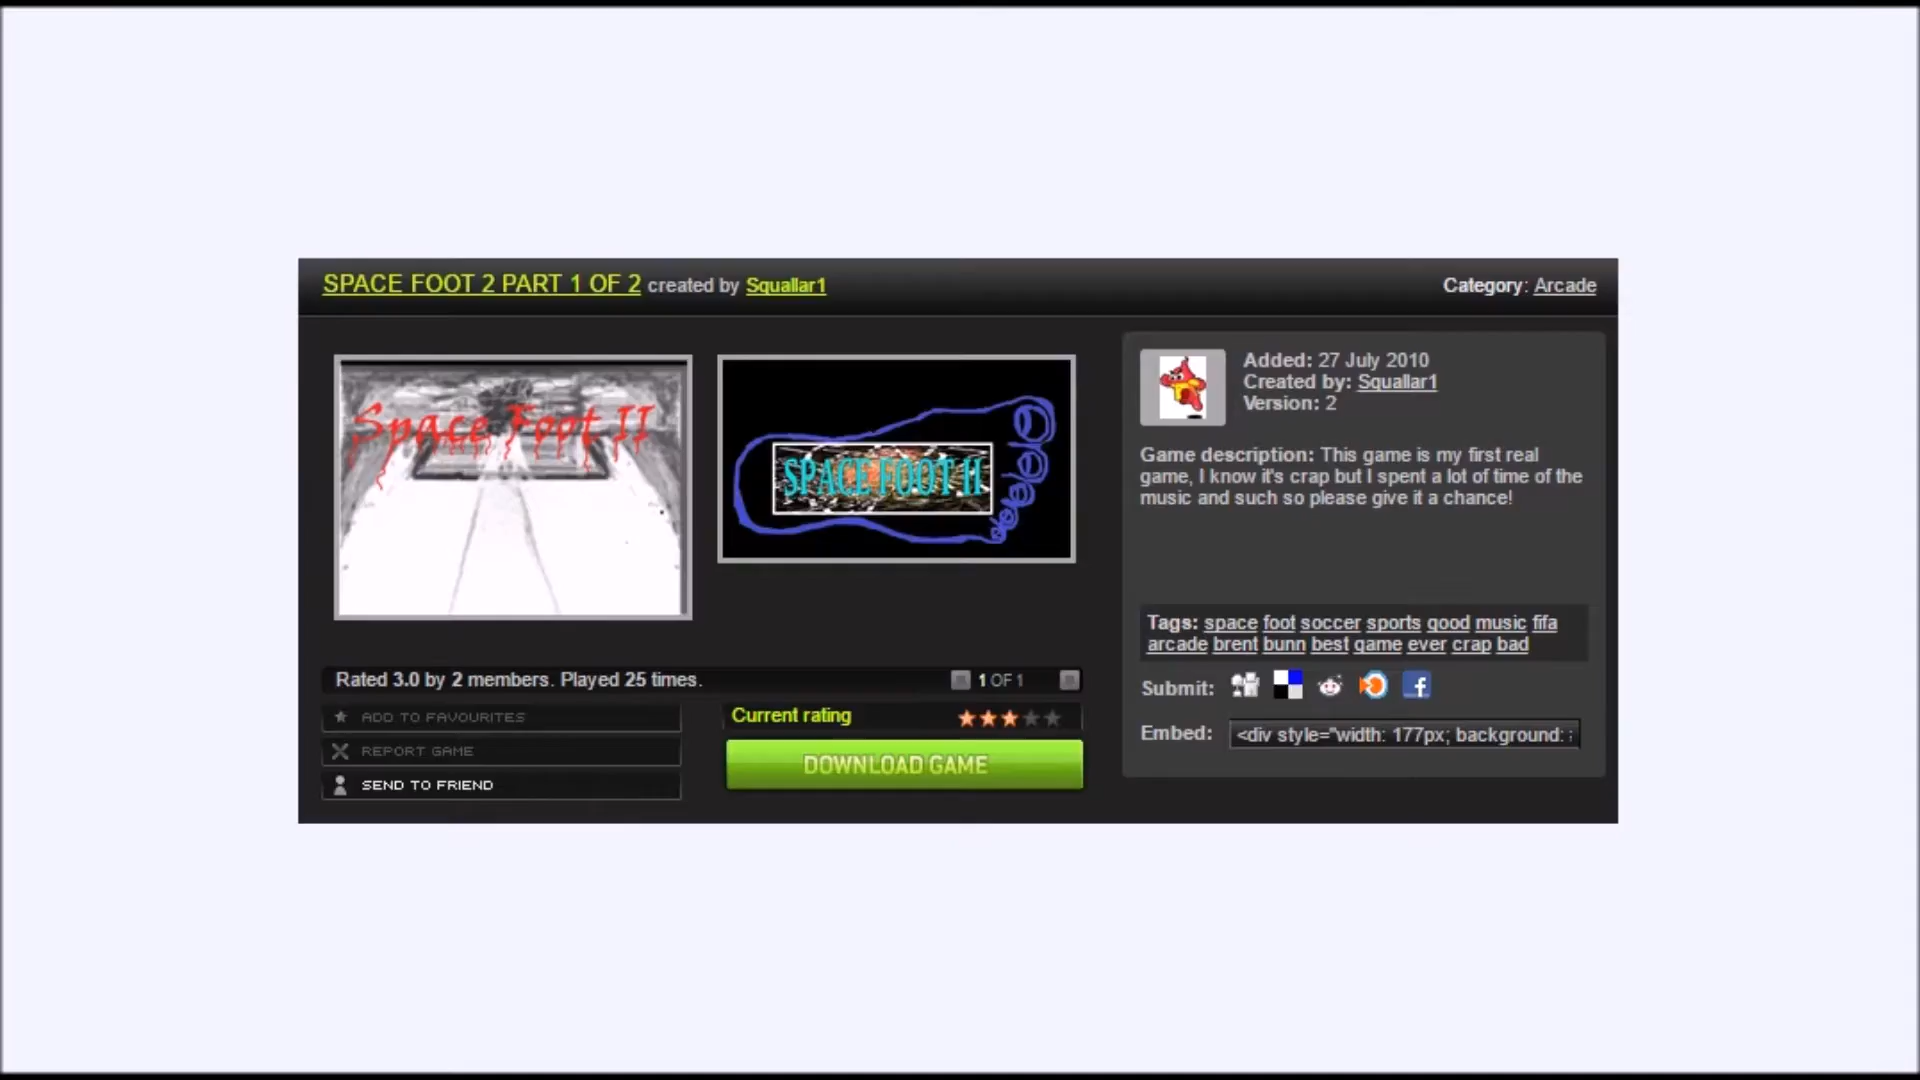 SPACE FOOT 2 PART 1 OF 2 created by Squallar1
Category: Arcade
Space Foot II
SPACE FOOT II
Added: 27 July 2010
Created by: Squallar1
Version: 2
Game description: This game is my first real
game, I know it's crap but I spent a lot of time of the
music and such so please give it a chance!
Tags: space foot soccer sports good music fifa
arcade brent bunn best game ever crap bad
Submit:
Embed: <div style="width: 177px; background:
Rated 3.0 by 2 members. Played 25 times.
1 OF 1
ADD TO FAVOURITES
REPORT GAME
SEND TO FRIEND
Current rating
DOWNLOAD GAME